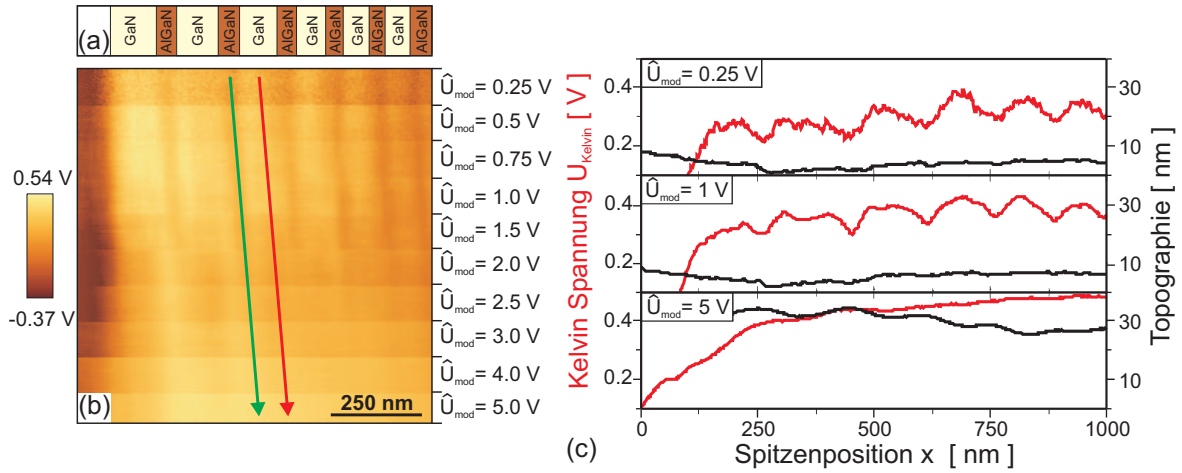 (a)
GaN
AlGaN
GaN
AlGaN
GaN
AlGaN
GaN
AlGaN
GaN
AlGaN
GaN
AlGaN
0.54 V
-0.37 V
Û_mod = 0.25 V
Û_mod = 0.5 V
Û_mod = 0.75 V
Û_mod = 1.0 V
Û_mod = 1.5 V
Û_mod = 2.0 V
Û_mod = 2.5 V
Û_mod = 3.0 V
Û_mod = 4.0 V
Û_mod = 5.0 V
(b)
250 nm
Kelvin Spannung U_Kelvin [ V ]
Û_mod = 0.25 V
0.4
0.2
30
10
Û_mod = 1 V
0.4
0.2
30
10
Û_mod = 5 V
0.4
0.2
30
10
Topographie [ nm ]
0
250
500
750
1000
(c)
Spitzenposition x [ nm ]